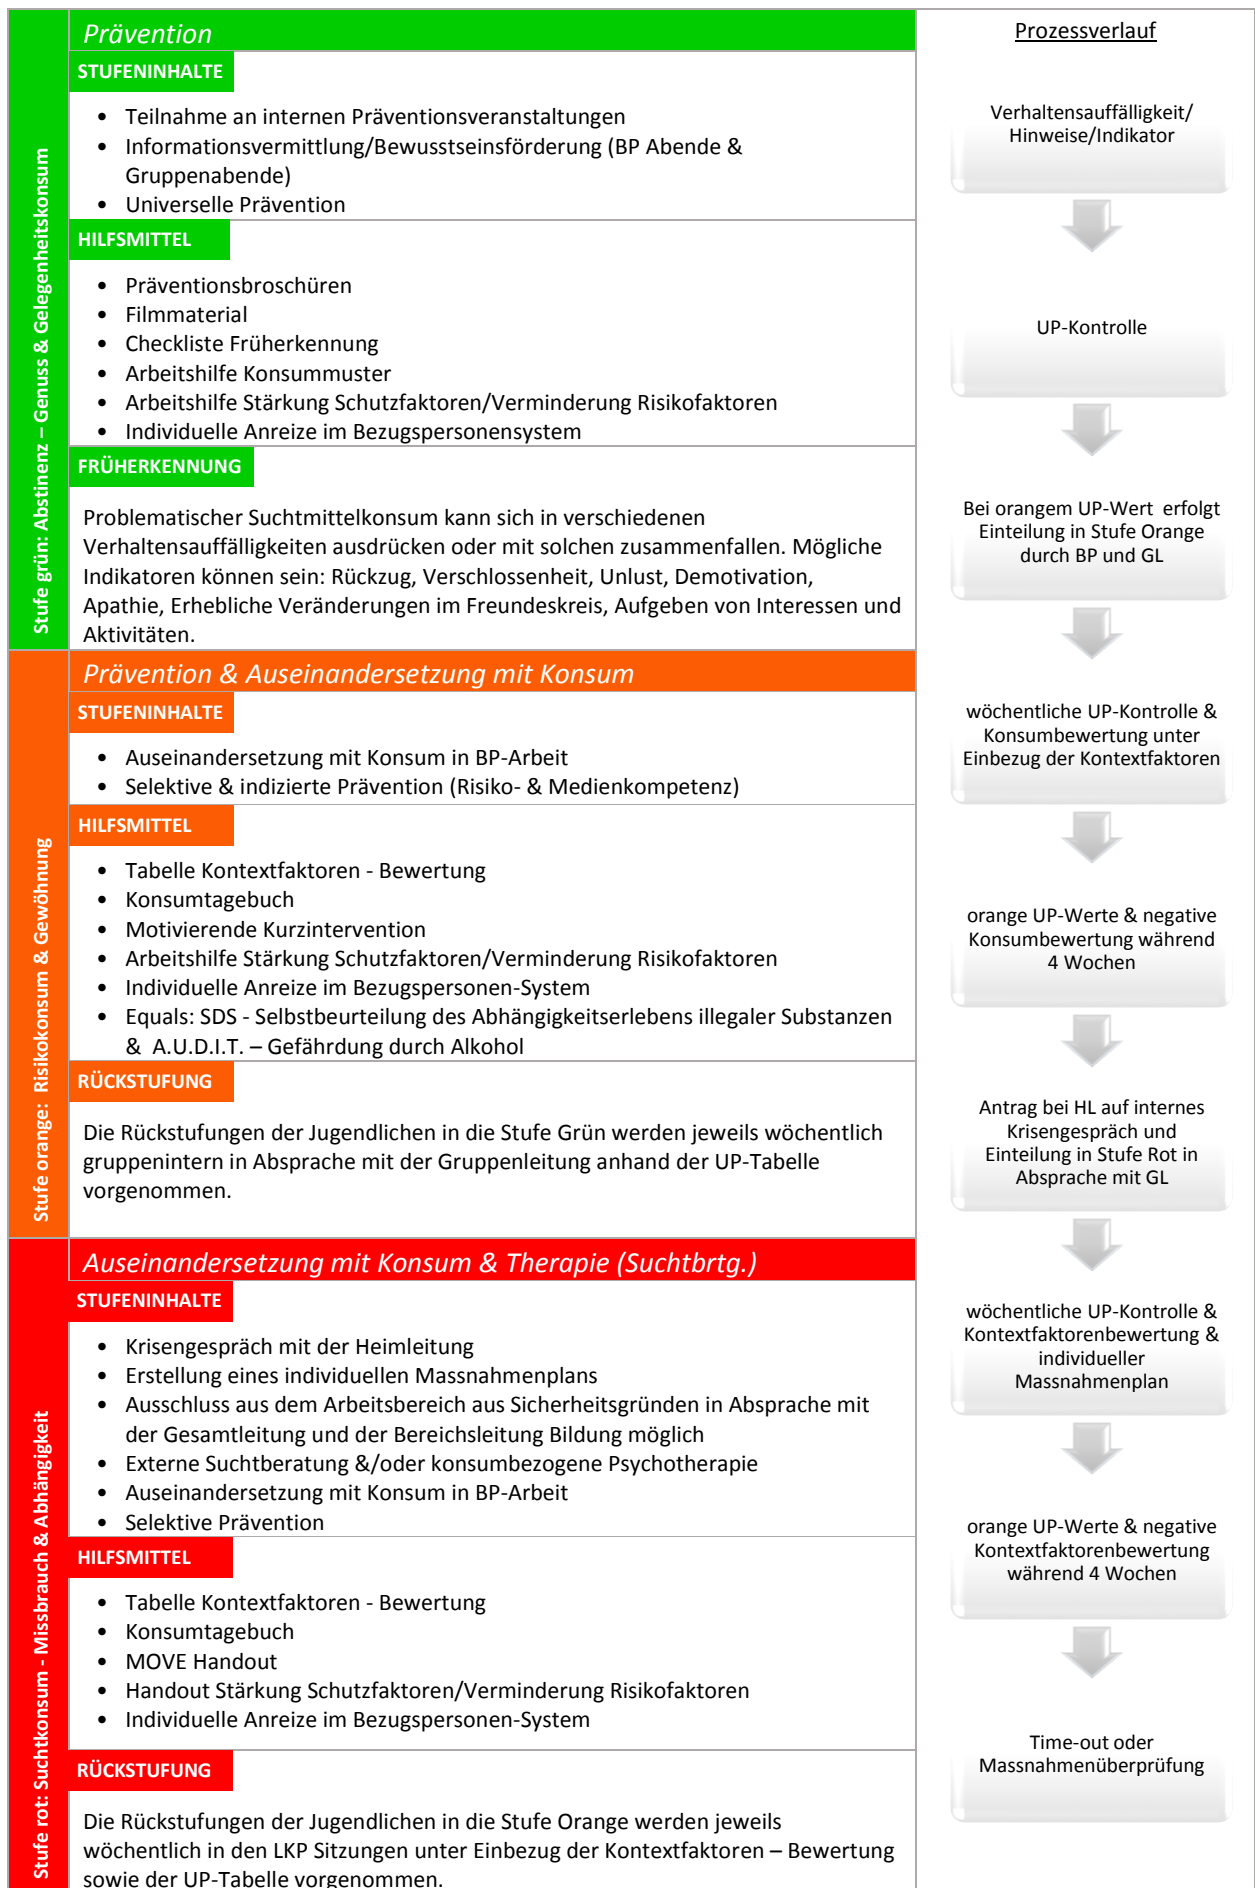 Stufe grün: Abstinenz – Genuss & Gelegenheitskonsum
Prävention
STUFENINHALTE
• Teilnahme an internen Präventionsveranstaltungen
• Informationsvermittlung/Bewusstseinsförderung (BP Abende &
Gruppenabende)
• Universelle Prävention
HILFSMITTEL
• Präventionsbroschüren
• Filmmaterial
• Checkliste Früherkennung
• Arbeitshilfe Konsummuster
• Arbeitshilfe Stärkung Schutzfaktoren/Verminderung Risikofaktoren
• Individuelle Anreize im Bezugspersonensystem
FRÜHERKENNUNG
Problematischer Suchtmittelkonsum kann sich in verschiedenen
Verhaltensauffälligkeiten ausdrücken oder mit solchen zusammenfallen. Mögliche
Indikatoren können sein: Rückzug, Verschlossenheit, Unlust, Demotivation,
Apathie, Erhebliche Veränderungen im Freundeskreis, Aufgeben von Interessen und
Aktivitäten.
Stufe orange: Risikokonsum & Gewöhnung
Prävention & Auseinandersetzung mit Konsum
STUFENINHALTE
• Auseinandersetzung mit Konsum in BP-Arbeit
• Selektive & indizierte Prävention (Risiko- & Medienkompetenz)
HILFSMITTEL
• Tabelle Kontextfaktoren - Bewertung
• Konsumtagebuch
• Motivierende Kurzintervention
• Arbeitshilfe Stärkung Schutzfaktoren/Verminderung Risikofaktoren
• Individuelle Anreize im Bezugspersonen-System
• Equals: SDS - Selbstbeurteilung des Abhängigkeitserlebens illegaler Substanzen
& A.U.D.I.T. – Gefährdung durch Alkohol
RÜCKSTUFUNG
Die Rückstufungen der Jugendlichen in die Stufe Grün werden jeweils wöchentlich
gruppenintern in Absprache mit der Gruppenleitung anhand der UP-Tabelle
vorgenommen.
Stufe rot: Suchtkonsum - Missbrauch & Abhängigkeit
Auseinandersetzung mit Konsum & Therapie (Suchtbrtg.)
STUFENINHALTE
• Krisengespräch mit der Heimleitung
• Erstellung eines individuellen Massnahmenplans
• Ausschluss aus dem Arbeitsbereich aus Sicherheitsgründen in Absprache mit
der Gesamtleitung und der Bereichsleitung Bildung möglich
• Externe Suchtberatung &/oder konsumbezogene Psychotherapie
• Auseinandersetzung mit Konsum in BP-Arbeit
• Selektive Prävention
HILFSMITTEL
• Tabelle Kontextfaktoren - Bewertung
• Konsumtagebuch
• MOVE Handout
• Handout Stärkung Schutzfaktoren/Verminderung Risikofaktoren
• Individuelle Anreize im Bezugspersonen-System
RÜCKSTUFUNG
Die Rückstufungen der Jugendlichen in die Stufe Orange werden jeweils
wöchentlich in den LKP Sitzungen unter Einbezug der Kontextfaktoren – Bewertung
sowie der UP-Tabelle vorgenommen.
Prozessverlauf
Verhaltensauffälligkeit/
Hinweise/Indikator
UP-Kontrolle
Bei orangem UP-Wert erfolgt
Einteilung in Stufe Orange
durch BP und GL
wöchentliche UP-Kontrolle &
Konsumbewertung unter
Einbezug der Kontextfaktoren
orange UP-Werte & negative
Konsumbewertung während
4 Wochen
Antrag bei HL auf internes
Krisengespräch und
Einteilung in Stufe Rot in
Absprache mit GL
wöchentliche UP-Kontrolle &
Kontextfaktorenbewertung &
individueller
Massnahmenplan
orange UP-Werte & negative
Kontextfaktorenbewertung
während 4 Wochen
Time-out oder
Massnahmenüberprüfung